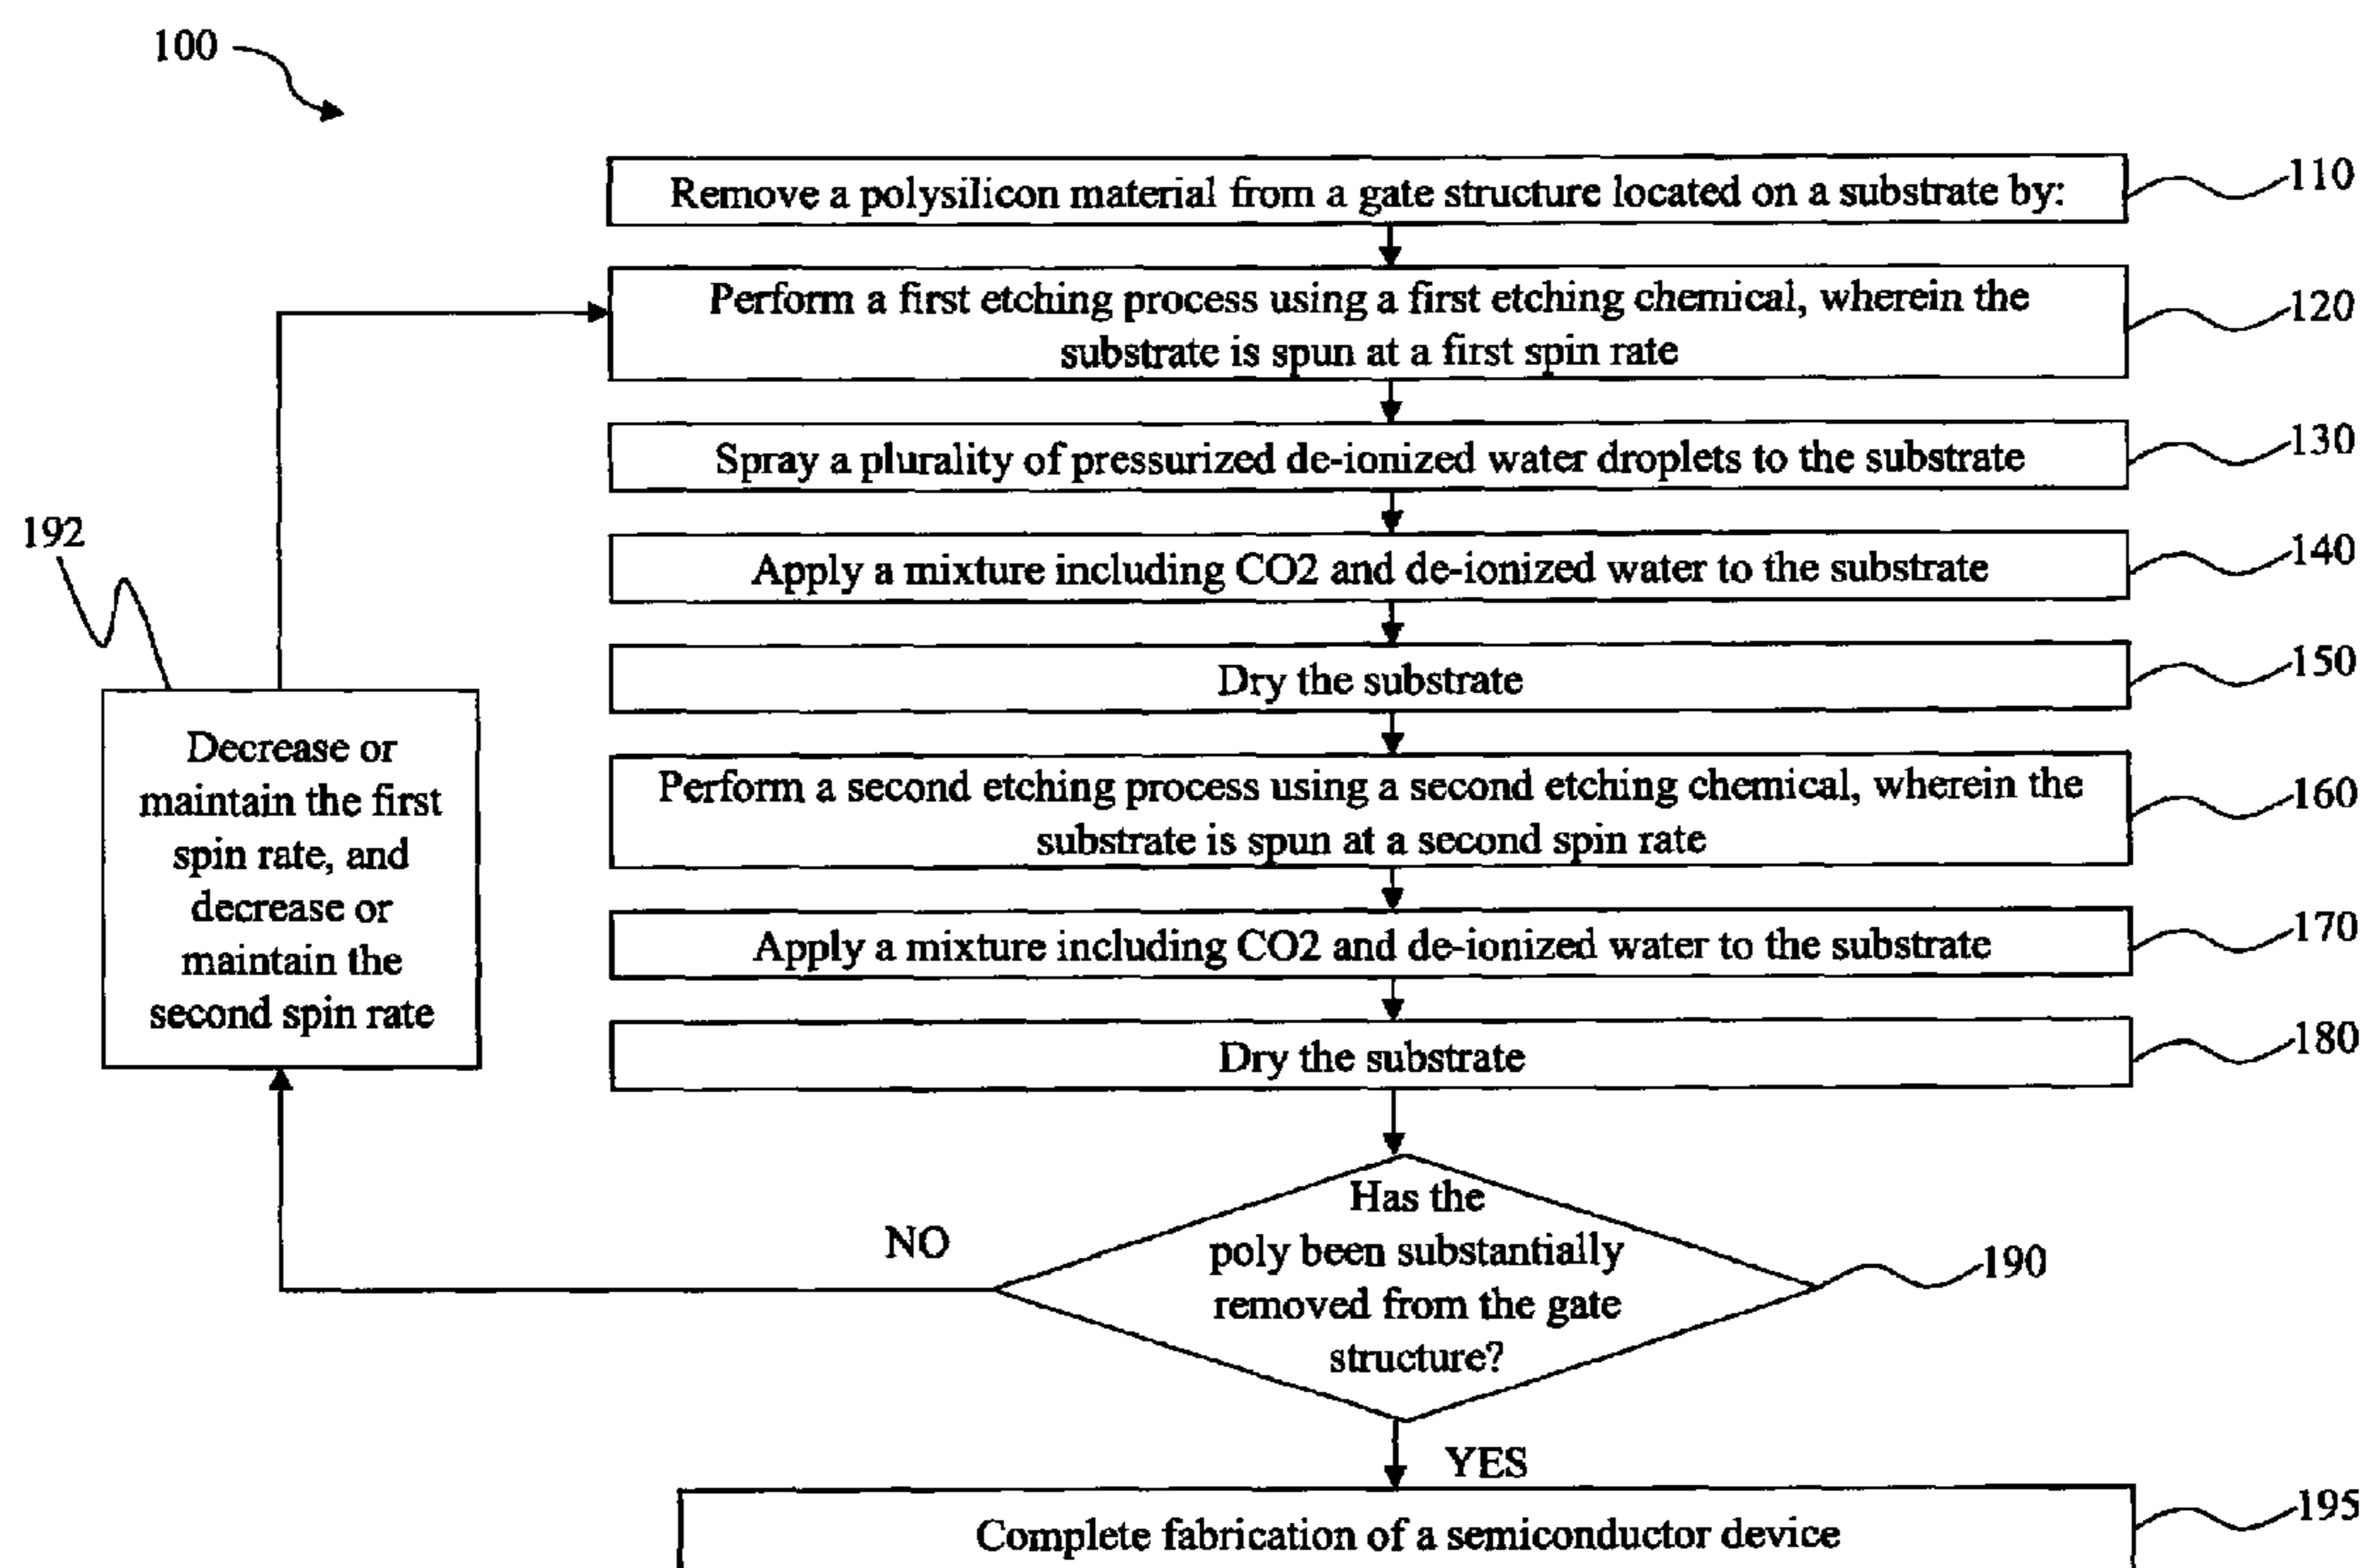 100
Remove a polysilicon material from a gate structure located on a substrate by:
110
Perform a first etching process using a first etching chemical, wherein the
substrate is spun at a first spin rate
120
Spray a plurality of pressurized de-ionized water droplets to the substrate
130
Apply a mixture including CO2 and de-ionized water to the substrate
140
Dry the substrate
150
Perform a second etching process using a second etching chemical, wherein the
substrate is spun at a second spin rate
160
Apply a mixture including CO2 and de-ionized water to the substrate
170
Dry the substrate
180
192
Decrease or
maintain the first
spin rate, and
decrease or
maintain the
second spin rate
Has the
poly been substantially
removed from the gate
structure?
190
NO
YES
Complete fabrication of a semiconductor device
195